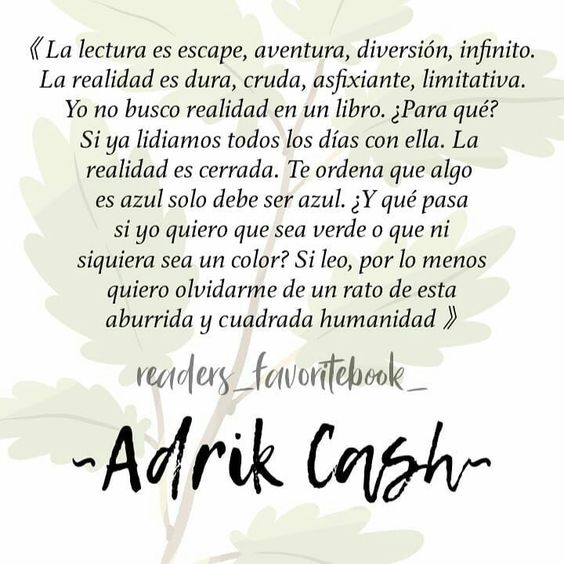 《La lectura es escape, aventura, diversión, infinito.
La realidad es dura, cruda, asfixiante, limitativa.
Yo no busco realidad en un libro. ¿Para qué?
Si ya lidiamos todos los días con ella. La
realidad es cerrada. Te ordena que algo
es azul solo debe ser azul. ¿Y qué pasa
si yo quiero que sea verde o que ni
siquiera sea un color? Si leo, por lo menos
quiero olvidarme de un rato de esta
aburrida y cuadrada humanidad 》
readers_favoritebook_
~Adrik Cash~